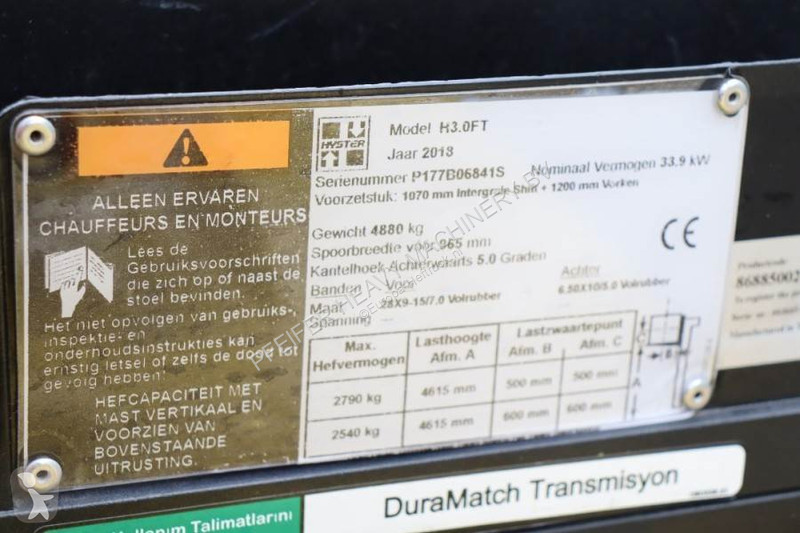 ALLEEN ERVAREN
CHAUFFEURS EN MONTEURS
Lees de
Gebruiksvoorschriften
die zich op of naast de
stoel bevinden.
Het niet opvolgen van gebruiks-,
inspektie- en
onderhoudsinstrukties kan
ernstig letsel of zelfs de dood tot
gevolg hebben.
HEFCAPACITEIT MET
MAST VERTIKAAL EN
VOORZIEN VAN
BOVENSTAANDE
UITRUSTING.
HYSTER
Model H3.0FT
Jaar 2013
Serienummer P177B06841S Nominaal Vermogen 33.9 kW
Voorzetstuk: 1070 mm Intergrale Shift + 1200 mm Vorken
Gewicht 4880 kg
Spoorbreedte voor 965 mm
Kantelhoek Achterwaarts 5.0 Graden
Banden Voor Achter
Maat 28X9-15/7.0 Volrubber 6.50X10/5.0 Volrubber
Spanning
CE
Max. Hefvermogen Lasthoogte Afm. A Lastzwaartepunt Afm. B Afm. C
2790 kg 4615 mm 500 mm 500 mm
2540 kg 4615 mm 600 mm 600 mm
A
B
C
Productcode
86885002
DuraMatch Transmisyon
Kullanım Talimatlarını